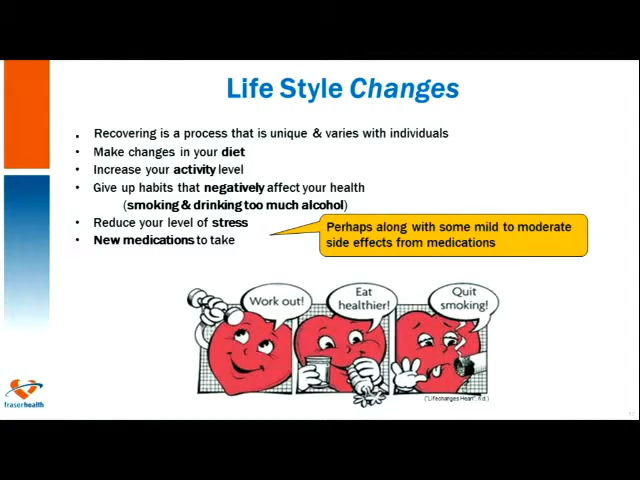 Life Style Changes
. Recovering is a process that is unique & varies with individuals
• Make changes in your diet
• Increase your activity level
• Give up habits that negatively affect your health
(smoking & drinking too much alcohol)
• Reduce your level of stress
• New medications to take
Perhaps along with some mild to moderate
side effects from medications
Work out!
Eat
healthier!
Quit
smoking!
("Lifechanges Heart", n.d.)
fraserhealth